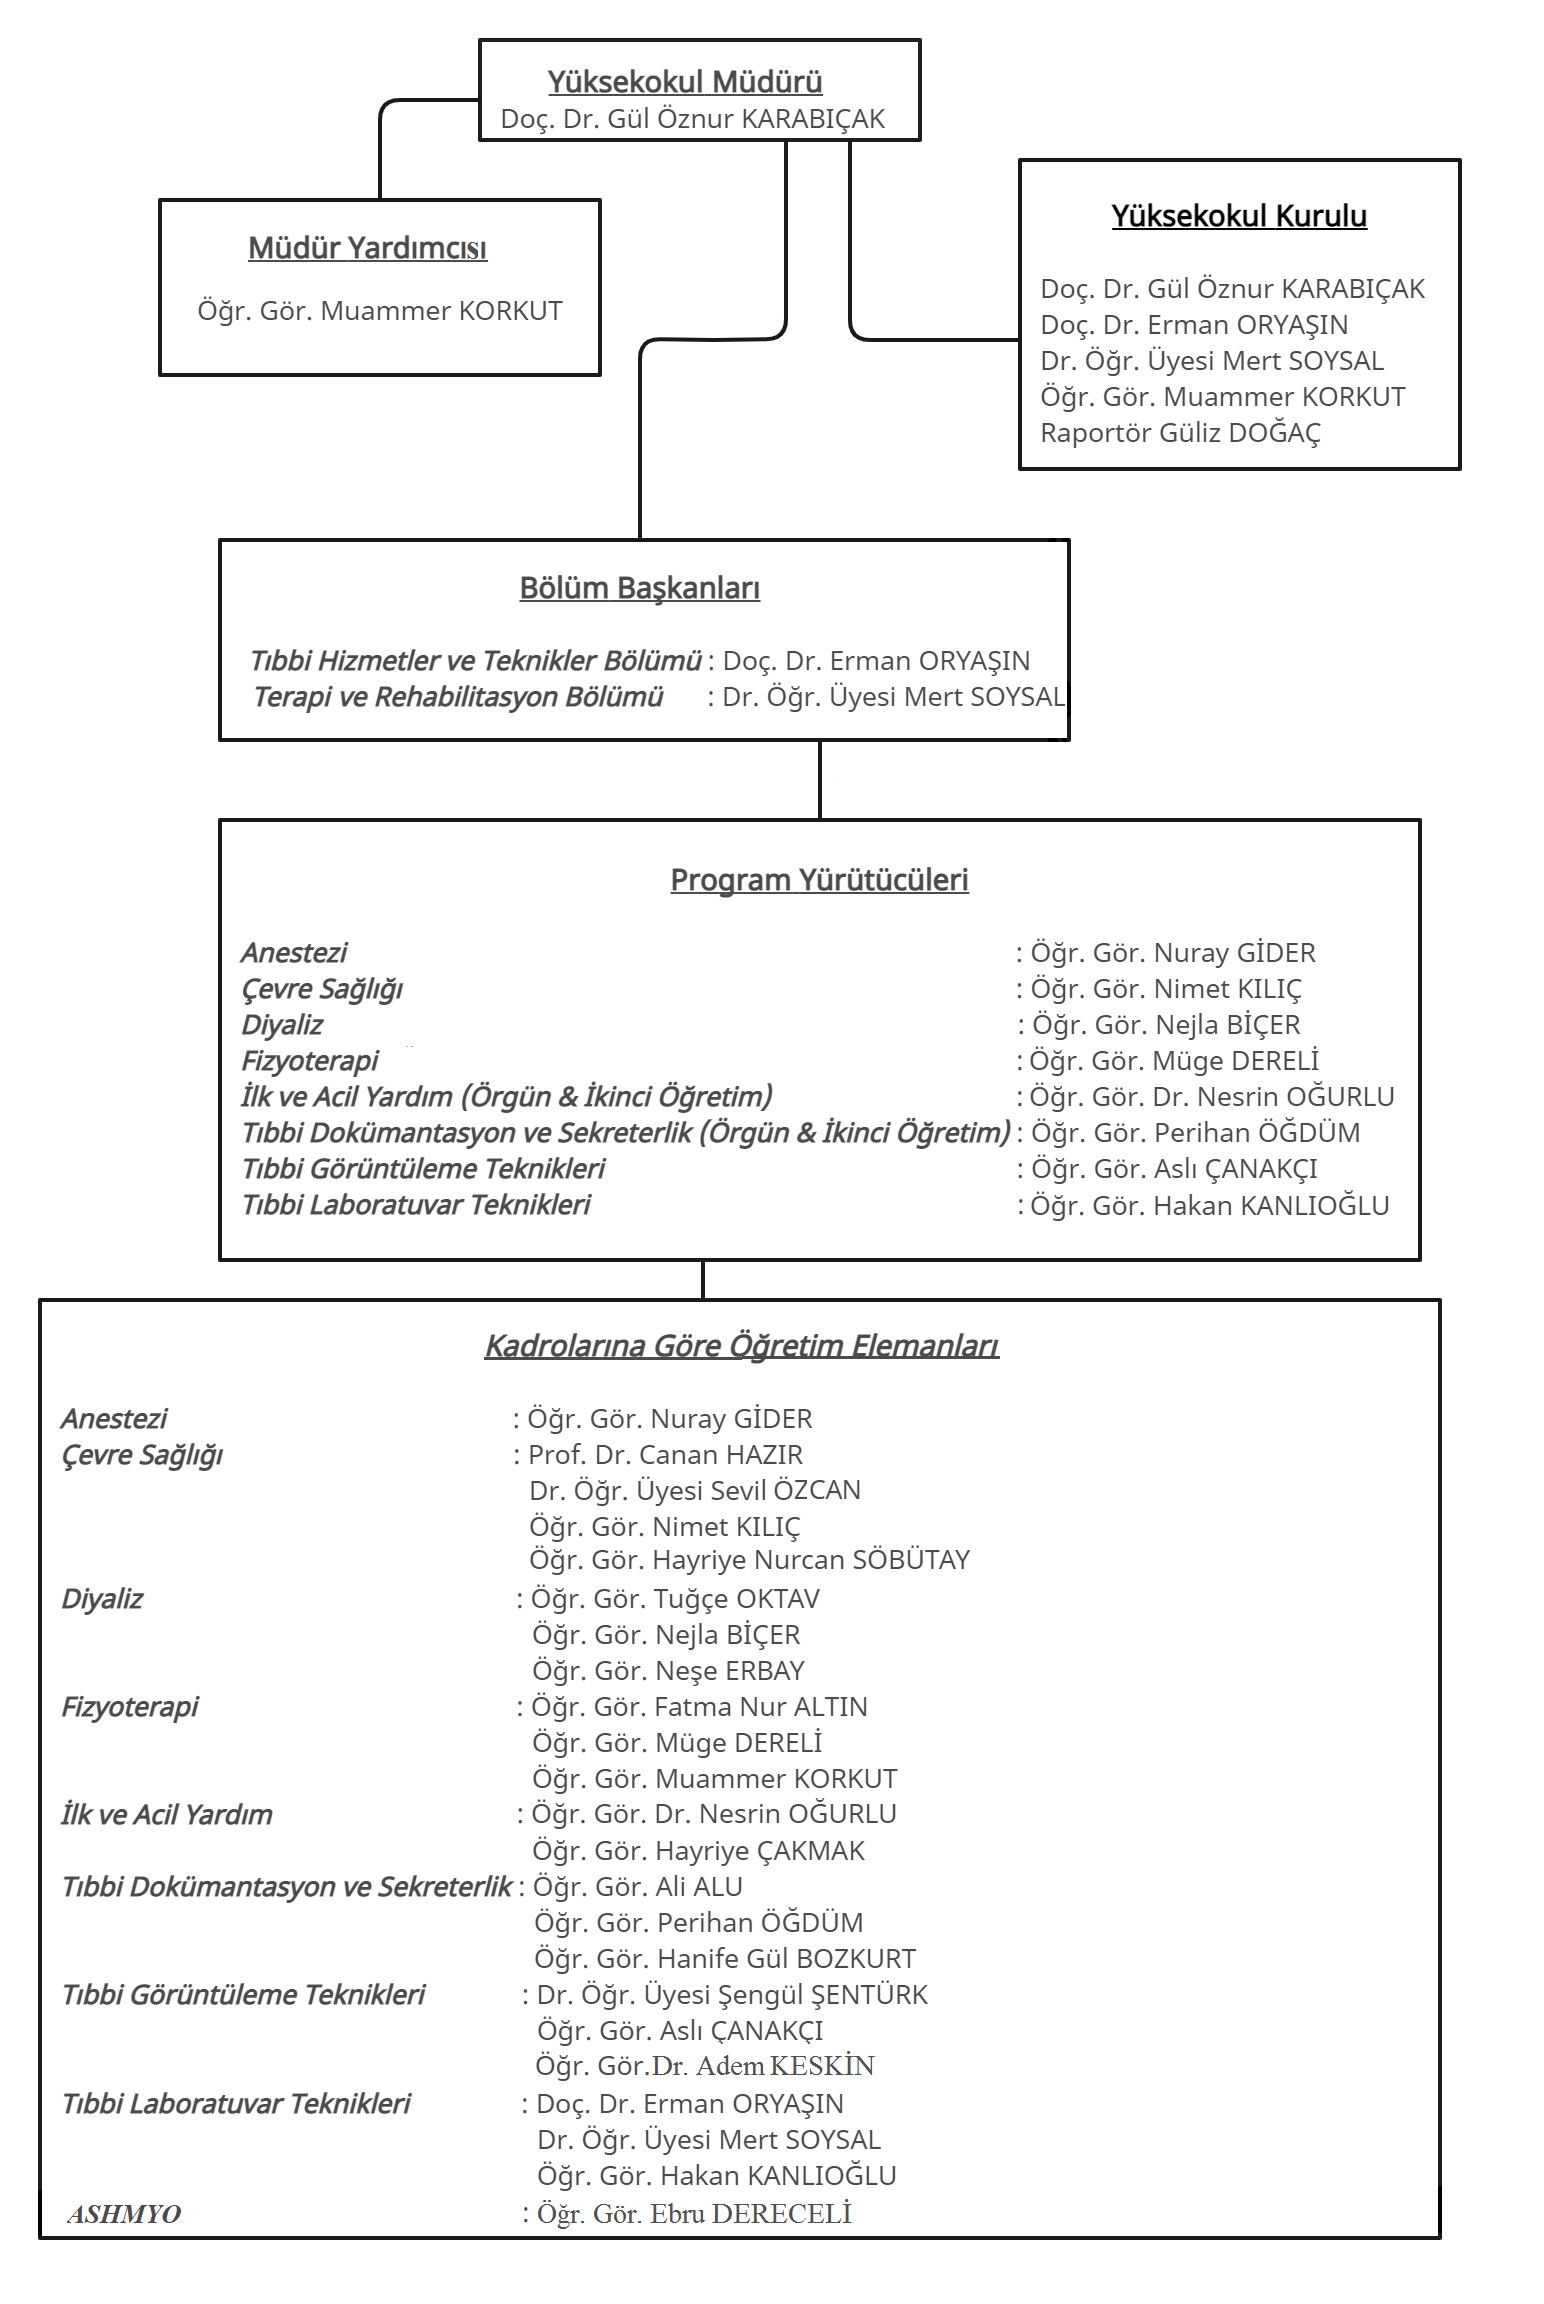 Yüksekokul Müdürü
Doç. Dr. Gül Öznur KARABIÇAK
Müdür Yardımcısı
Öğr. Gör. Muammer KORKUT
Yüksekokul Kurulu
Doç. Dr. Gül Öznur KARABIÇAK
Doç. Dr. Erman ORYAŞIN
Dr. Öğr. Üyesi Mert SOYSAL
Öğr. Gör. Muammer KORKUT
Raportör Güliz DOĞAÇ
Bölüm Başkanları
Tıbbi Hizmetler ve Teknikler Bölümü : Doç. Dr. Erman ORYAŞIN
Terapi ve Rehabilitasyon Bölümü : Dr. Öğr. Üyesi Mert SOYSAL
Program Yürütücüleri
Anestezi : Öğr. Gör. Nuray GİDER
Çevre Sağlığı : Öğr. Gör. Nimet KILIÇ
Diyaliz : Öğr. Gör. Nejla BİÇER
Fizyoterapi : Öğr. Gör. Müge DERELİ
İlk ve Acil Yardım (Örgün & İkinci Öğretim) : Öğr. Gör. Dr. Nesrin OĞURLU
Tıbbi Dokümantasyon ve Sekreterlik (Örgün & İkinci Öğretim) : Öğr. Gör. Perihan ÖĞDÜM
Tıbbi Görüntüleme Teknikleri : Öğr. Gör. Aslı ÇANAKÇI
Tıbbi Laboratuvar Teknikleri : Öğr. Gör. Hakan KANLIOĞLU
Kadrolarına Göre Öğretim Elemanları
Anestezi : Öğr. Gör. Nuray GİDER
Çevre Sağlığı : Prof. Dr. Canan HAZIR
Dr. Öğr. Üyesi Sevil ÖZCAN
Öğr. Gör. Nimet KILIÇ
Öğr. Gör. Hayriye Nurcan SÖBÜTAY
Diyaliz : Öğr. Gör. Tuğçe OKTAV
Öğr. Gör. Nejla BİÇER
Öğr. Gör. Neşe ERBAY
Fizyoterapi : Öğr. Gör. Fatma Nur ALTIN
Öğr. Gör. Müge DERELİ
Öğr. Gör. Muammer KORKUT
İlk ve Acil Yardım : Öğr. Gör. Dr. Nesrin OĞURLU
Öğr. Gör. Hayriye ÇAKMAK
Tıbbi Dokümantasyon ve Sekreterlik : Öğr. Gör. Ali ALU
Öğr. Gör. Perihan ÖĞDÜM
Öğr. Gör. Hanife Gül BOZKURT
Tıbbi Görüntüleme Teknikleri : Dr. Öğr. Üyesi Şengül ŞENTÜRK
Öğr. Gör. Aslı ÇANAKÇI
Öğr. Gör.Dr. Adem KESKİN
Tıbbi Laboratuvar Teknikleri : Doç. Dr. Erman ORYAŞIN
Dr. Öğr. Üyesi Mert SOYSAL
Öğr. Gör. Hakan KANLIOĞLU
ASHMYO : Öğr. Gör. Ebru DERECELİ